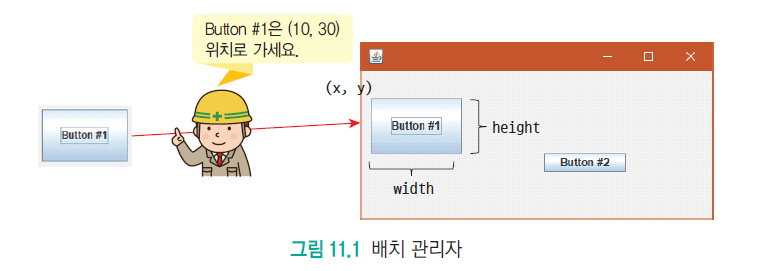 Button #1은 (10, 30)
위치로 가세요.
(x, y)
Button #1
Button #1
height
Button #2
width
그림 11.1 배치 관리자